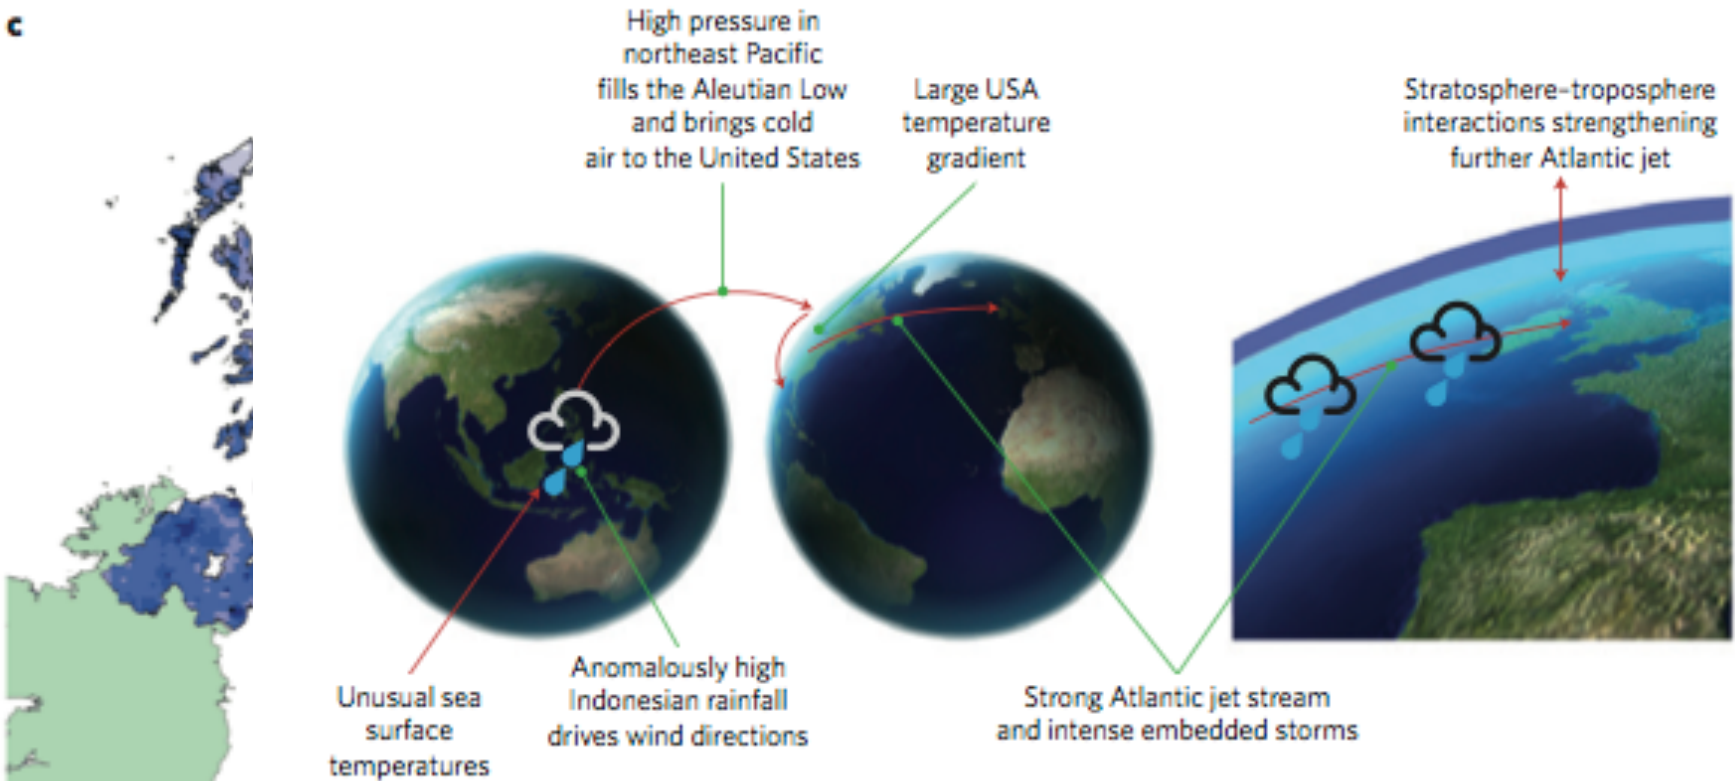 c
High pressure in
northeast Pacific
fills the Aleutian Low
and brings cold
air to the United States
Large USA
temperature
gradient
Stratosphere–troposphere
interactions strengthening
further Atlantic jet
Unusual sea
surface
temperatures
Anomalously high
Indonesian rainfall
drives wind directions
Strong Atlantic jet stream
and intense embedded storms